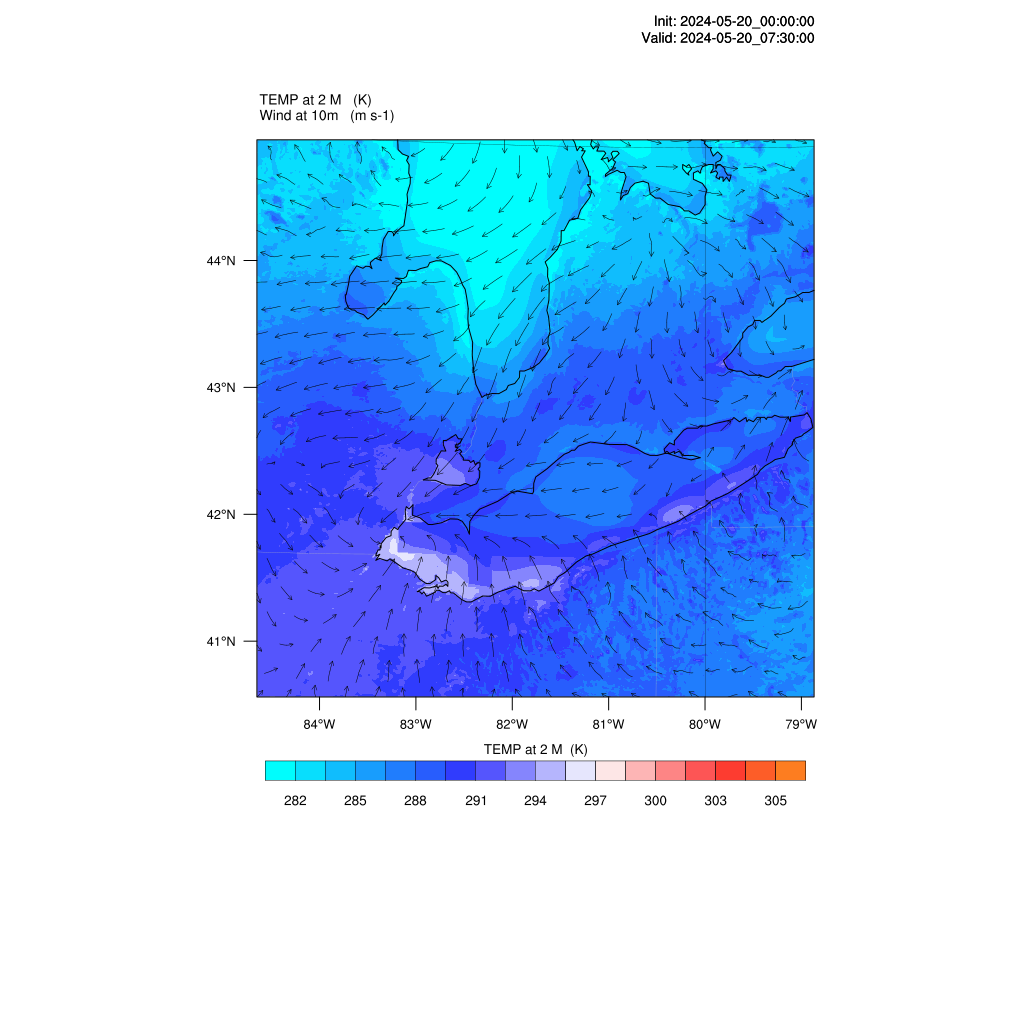 Init: 2024-05-20_00:00:00
Valid: 2024-05-20_07:30:00
TEMP at 2 M   (K)
Wind at 10m   (m s-1)
44°N
43°N
42°N
41°N
84°W 83°W 82°W 81°W 80°W 79°W
TEMP at 2 M  (K)
282 285 288 291 294 297 300 303 305